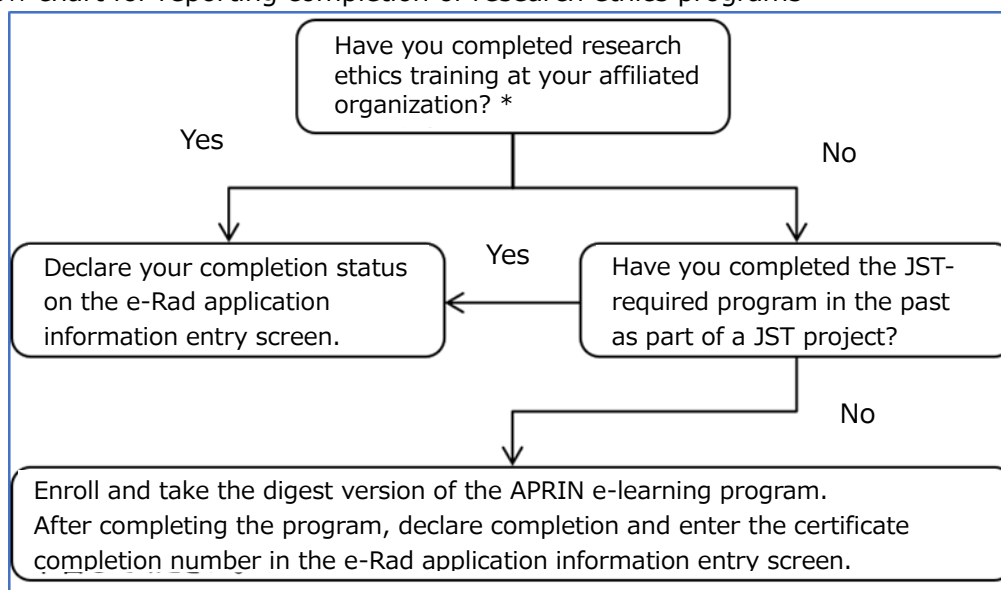 chart for reporting completion of research ethics programs
Have you completed research
ethics training at your affiliated
organization? *
Yes
No
Declare your completion status
on the e-Rad application
information entry screen.
Yes
Have you completed the JST-
required program in the past
as part of a JST project?
No
Enroll and take the digest version of the APRIN e-learning program.
After completing the program, declare completion and enter the certificate
completion number in the e-Rad application information entry screen.